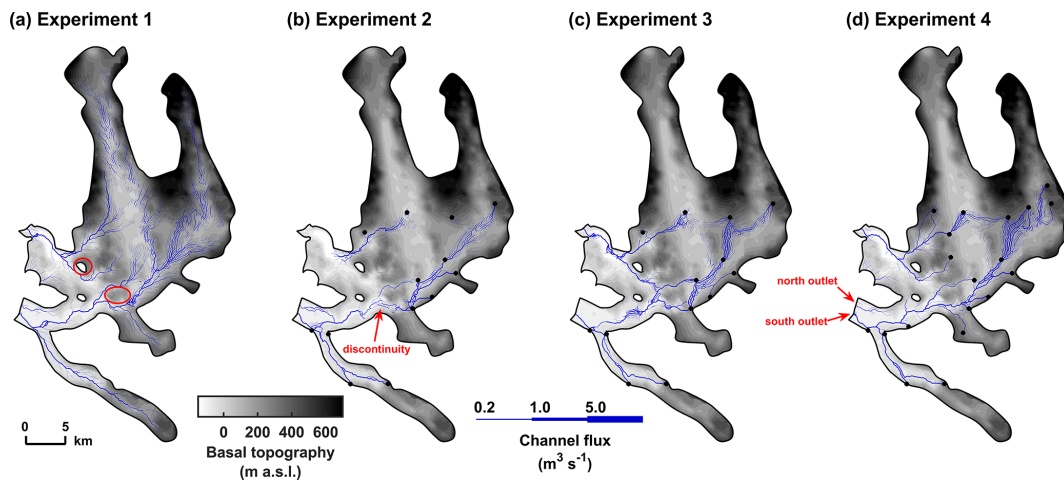 (a) Experiment 1
(b) Experiment 2
(c) Experiment 3
(d) Experiment 4
north outlet
south outlet
discontinuity
0 5
km
0 200 400 600
Basal topography
(m a.s.l.)
0.2 1.0 5.0
Channel flux
(m³ s⁻¹)